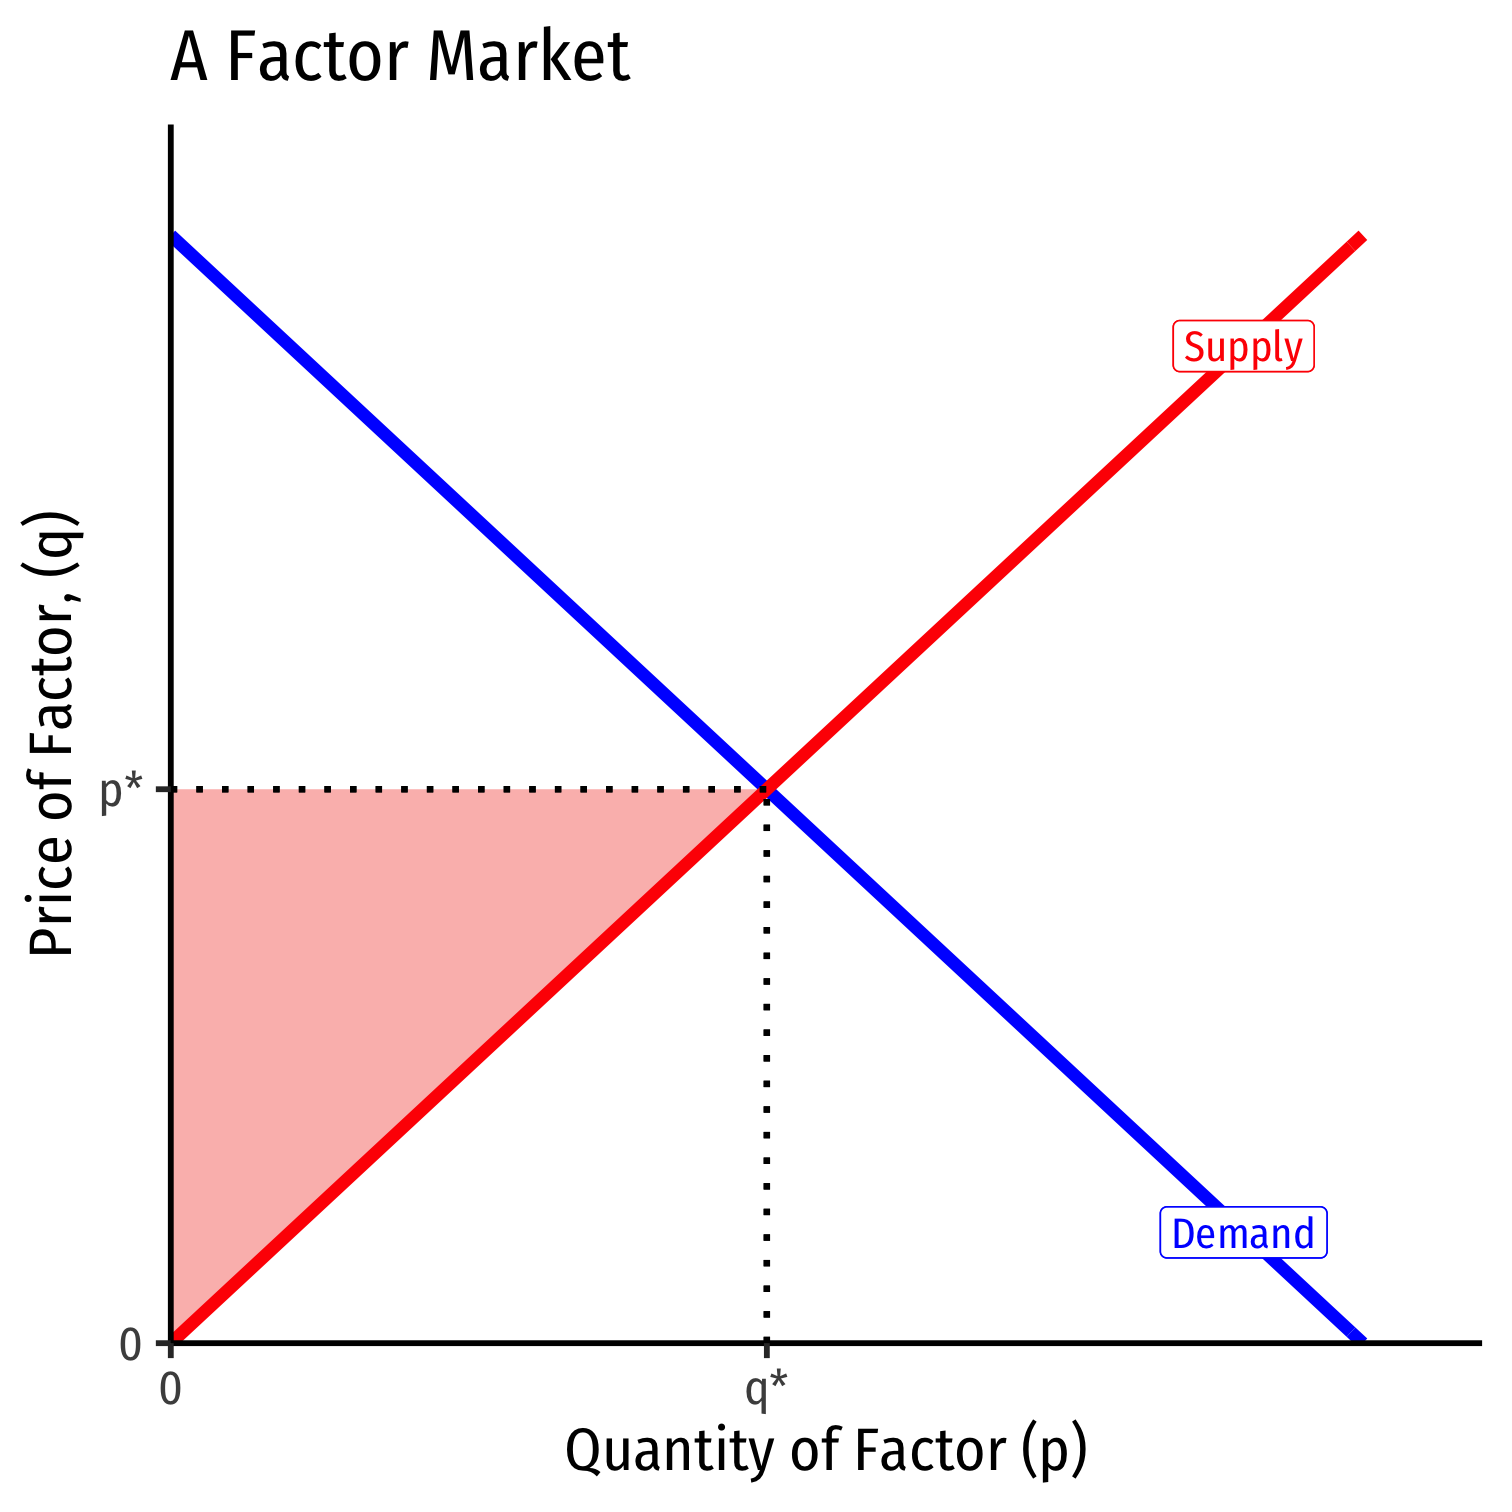 A Factor Market
Supply
Price of Factor, (q)
p*
Demand
0
0
q*
Quantity of Factor (p)